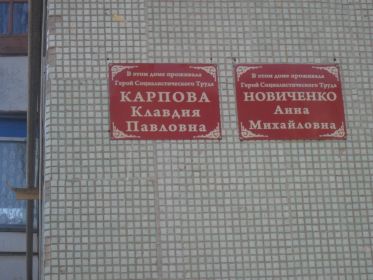 В этом доме проживала
Герой Социалистического Труда
КАРПОВА
Клавдия
Павловна
В этом доме проживала
Герой Социалистического Труда
НОВИЧЕНКО
Анна
Михайловна